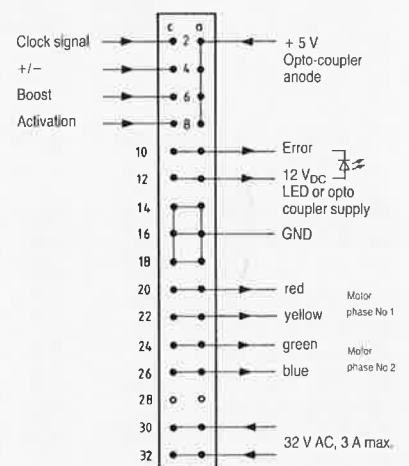 c a
Clock signal 2 + 5 V
Opto-coupler
anode
+/− 4
Boost 6
Activation 8
10 Error
12 12 VDC
LED or opto
coupler supply
14
16 GND
18
20 red
Motor
phase No 1
22 yellow
24 green
Motor
phase No 2
26 blue
28
30
32 V AC, 3 A max.
32